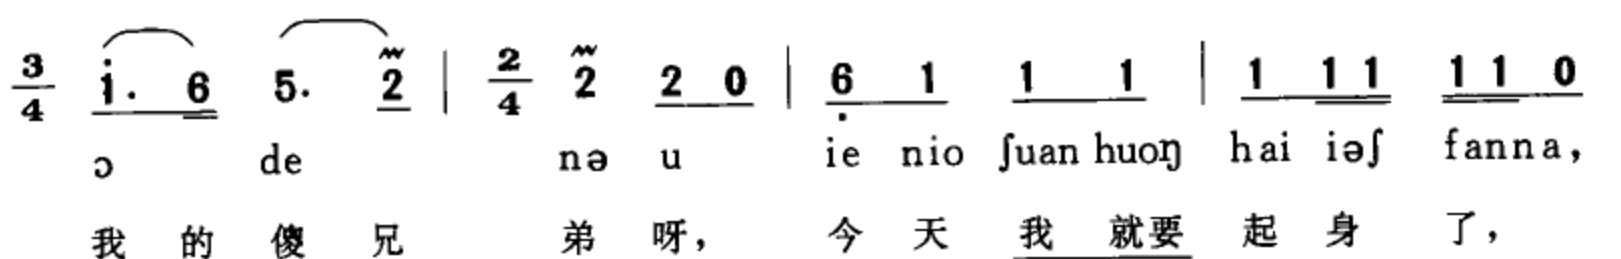 3/4 i. 6 5. 2 | 2/4 2 2 0 | 6 1 1 1 | 1 1 1 1 1 0
ɔ de nə u ie nio ʃuan huoŋ hai iəʃ fanna,
我 的 傻 兄 弟 呀, 今 天 我 就要 起 身 了,